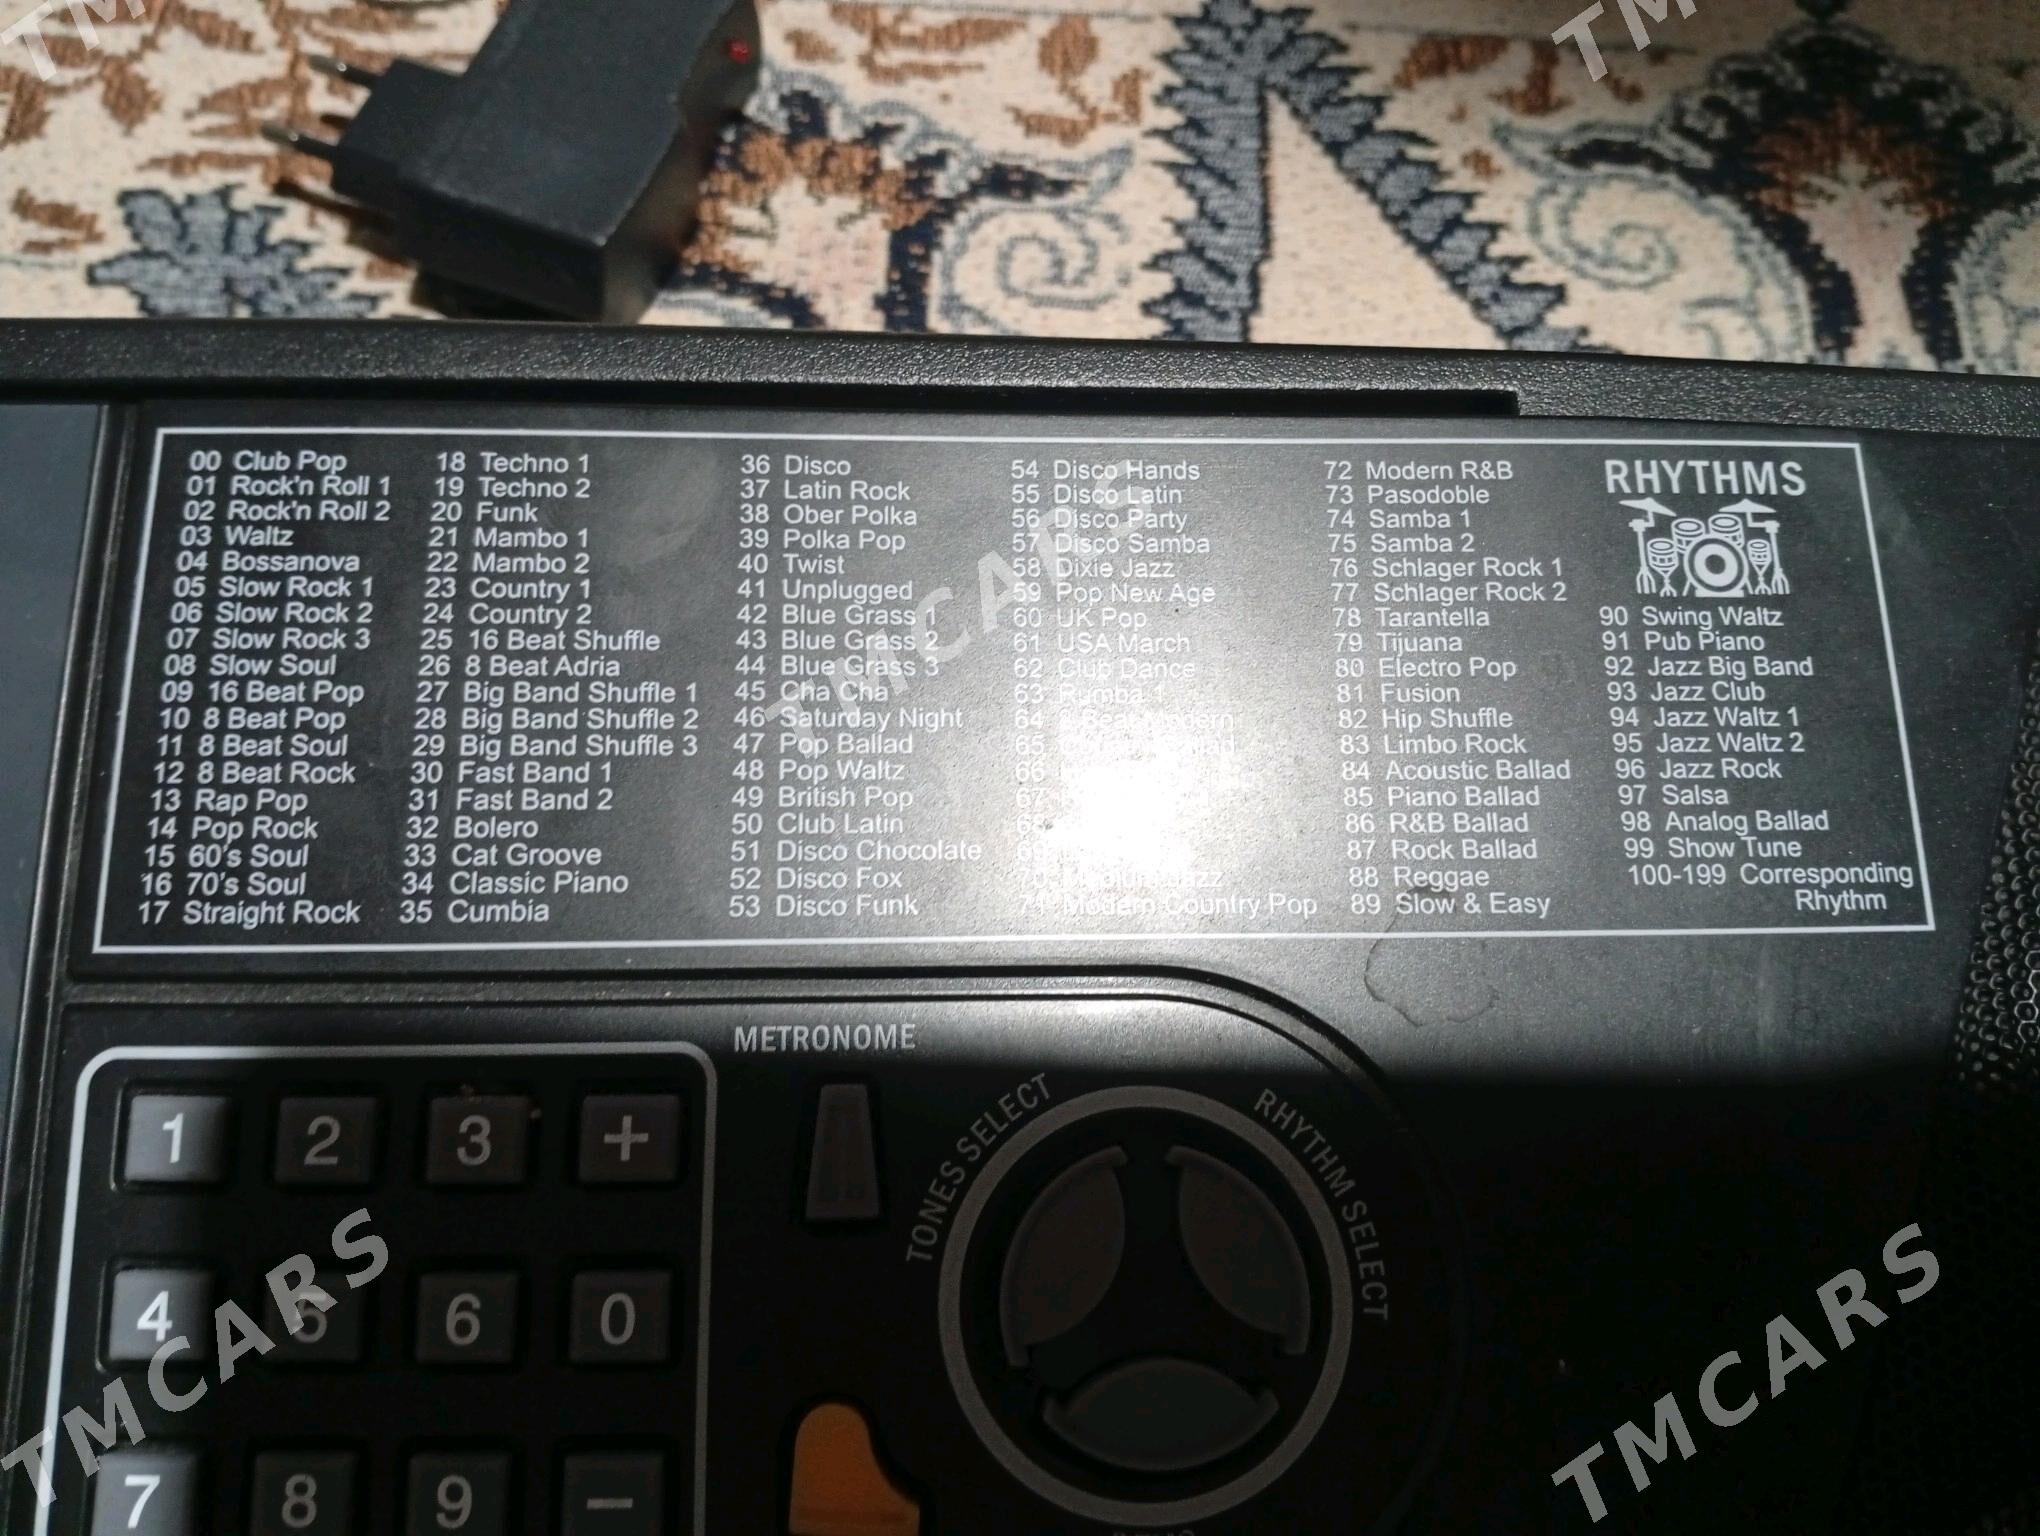 00 Club Pop
01 Rock'n Roll 1
02 Rock'n Roll 2
03 Waltz
04 Bossanova
05 Slow Rock 1
06 Slow Rock 2
07 Slow Rock 3
08 Slow Soul
09 16 Beat Pop
10 8 Beat Pop
11 8 Beat Soul
12 8 Beat Rock
13 Rap Pop
14 Pop Rock
15 60's Soul
16 70's Soul
17 Straight Rock
18 Techno 1
19 Techno 2
20 Funk
21 Mambo 1
22 Mambo 2
23 Country 1
24 Country 2
25 16 Beat Shuffle
26 8 Beat Adria
27 Big Band Shuffle 1
28 Big Band Shuffle 2
29 Big Band Shuffle 3
30 Fast Band 1
31 Fast Band 2
32 Bolero
33 Cat Groove
34 Classic Piano
35 Cumbia
36 Disco
37 Latin Rock
38 Ober Polka
39 Polka Pop
40 Twist
41 Unplugged
42 Blue Grass
43 Blue Grass 2
44 Blue Grass 3
45 Cha Cha
46 Saturday Night
47 Pop Ballad
48 Pop Waltz
49 British Pop
50 Club Latin
51 Disco Chocolate
52 Disco Fox
53 Disco Funk
54 Disco Hands
55 Disco Latin
56 Disco Party
57 Disco Samba
58 Dixie Jazz
59 Pop New Age
60 UK Pop
61 USA March
62 Club Dance
63 Rumba 1
64 8 Beat Modern
65
66
67
70
71 Modern Country Pop
72 Modern R&B
73 Pasodoble
74 Samba 1
75 Samba 2
76 Schlager Rock 1
77 Schlager Rock 2
78 Tarantella
79 Tijuana
80 Electro Pop
81 Fusion
82 Hip Shuffle
83 Limbo Rock
84 Acoustic Ballad
85 Piano Ballad
86 R&B Ballad
87 Rock Ballad
88 Reggae
89 Slow & Easy
RHYTHMS
90 Swing Waltz
91 Pub Piano
92 Jazz Big Band
93 Jazz Club
94 Jazz Waltz 1
95 Jazz Waltz 2
96 Jazz Rock
97 Salsa
98 Analog Ballad
99 Show Tune
100-199 Corresponding
Rhythm
METRONOME
TONES SELECT
RHYTHM SELECT
1 2 3 +
4 5 6 0
7 8 9 −
TMCARS
TMCARS
TMCARS